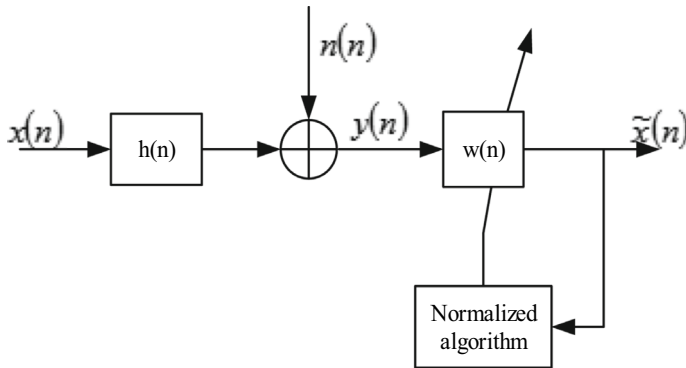 n(n)
x(n)
h(n)
y(n)
w(n)
x̃(n)
Normalized
algorithm